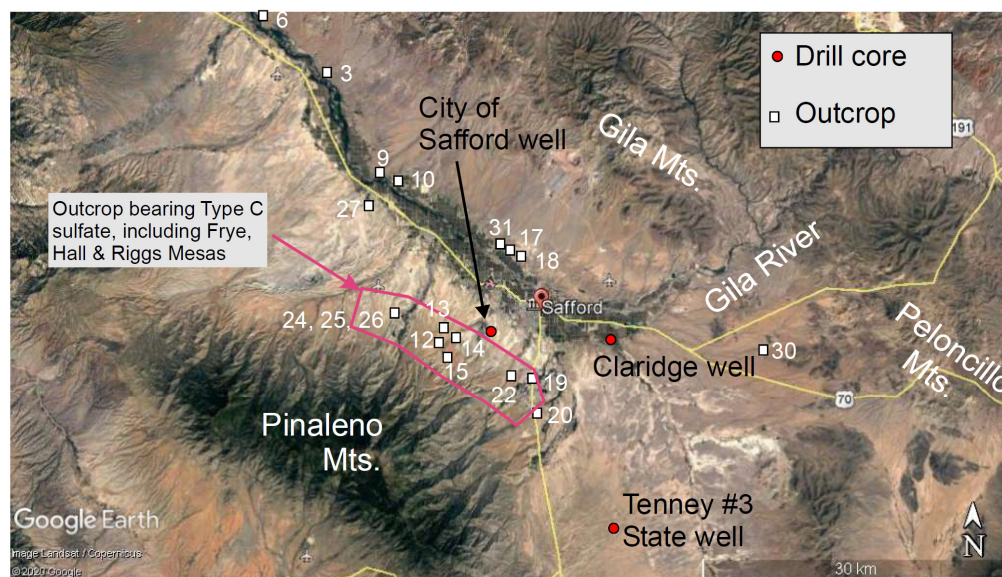 6
3
Drill core
Outcrop
City of
Safford well
Gila Mts.
191
9
10
27
Outcrop bearing Type C
sulfate, including Frye,
Hall & Riggs Mesas
31
17
18
Gila River
Safford
24, 25, 26
13
12
14
15
Claridge well
30
Peloncillo
Mts.
22
19
20
70
Pinaleno
Mts.
Tenney #3
State well
Google Earth
Image Landsat / Copernicus
© 2020 Google
N
30 km